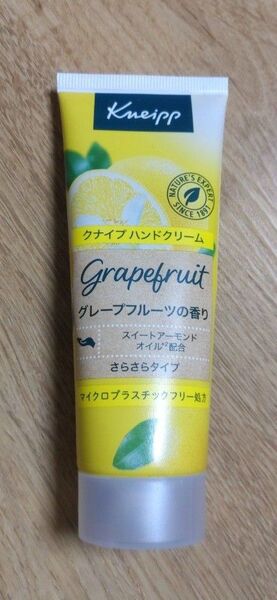 Kneipp
NATURE'S EXPERT
SINCE 1891
クナイプ ハンドクリーム
Grapefruit
グレープフルーツの香り
スイートアーモンド
オイル*²配合
さらさらタイプ
マイクロプラスチックフリー処方